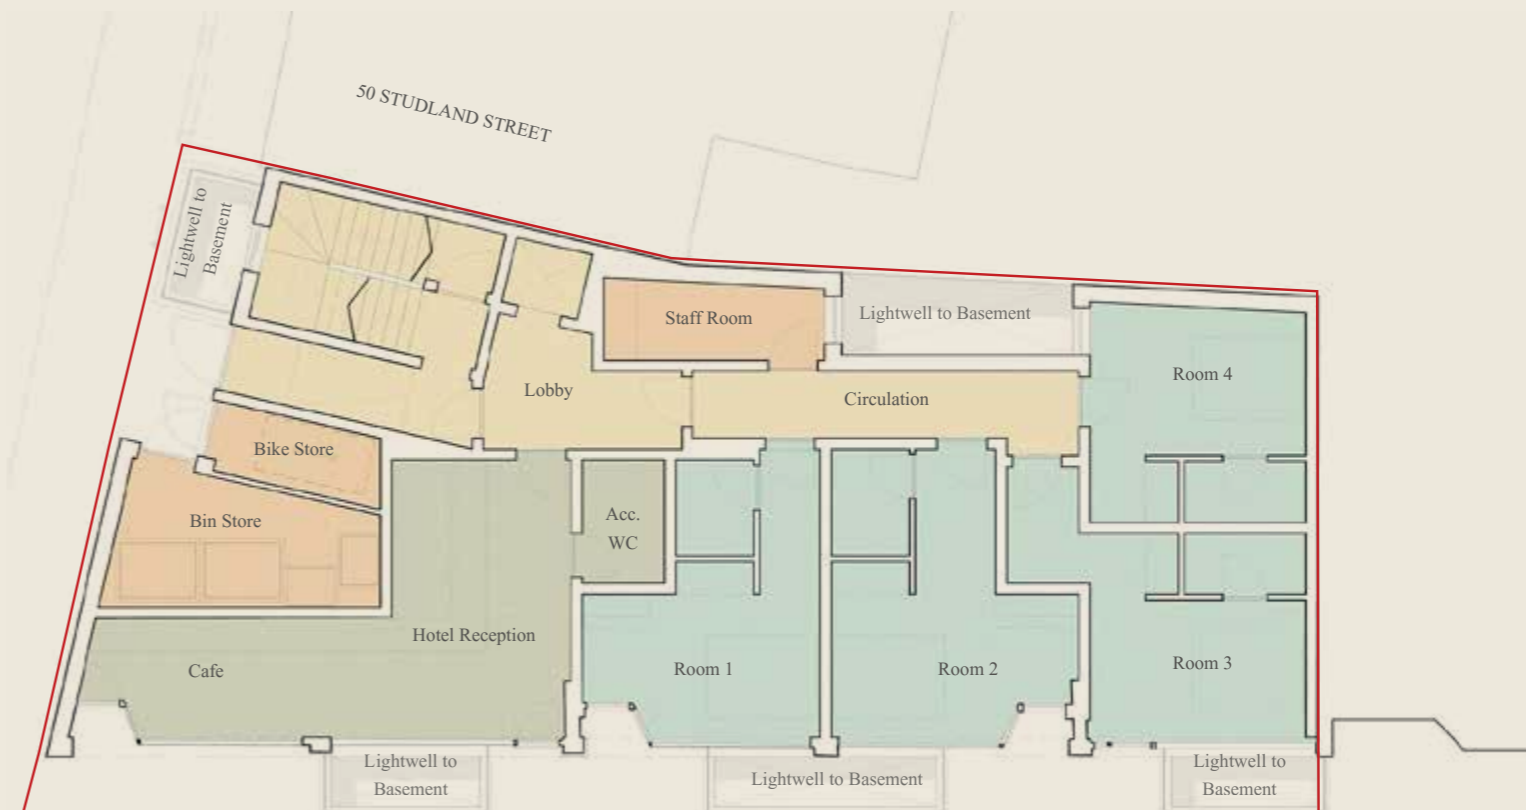 50 STUDLAND STREET
Lightwell to
Basement
Staff Room
Lightwell to Basement
Room 4
Lobby
Circulation
Bike Store
Bin Store
Acc.
WC
Hotel Reception
Cafe
Room 1
Room 2
Room 3
Lightwell to
Basement
Lightwell to Basement
Lightwell to
Basement